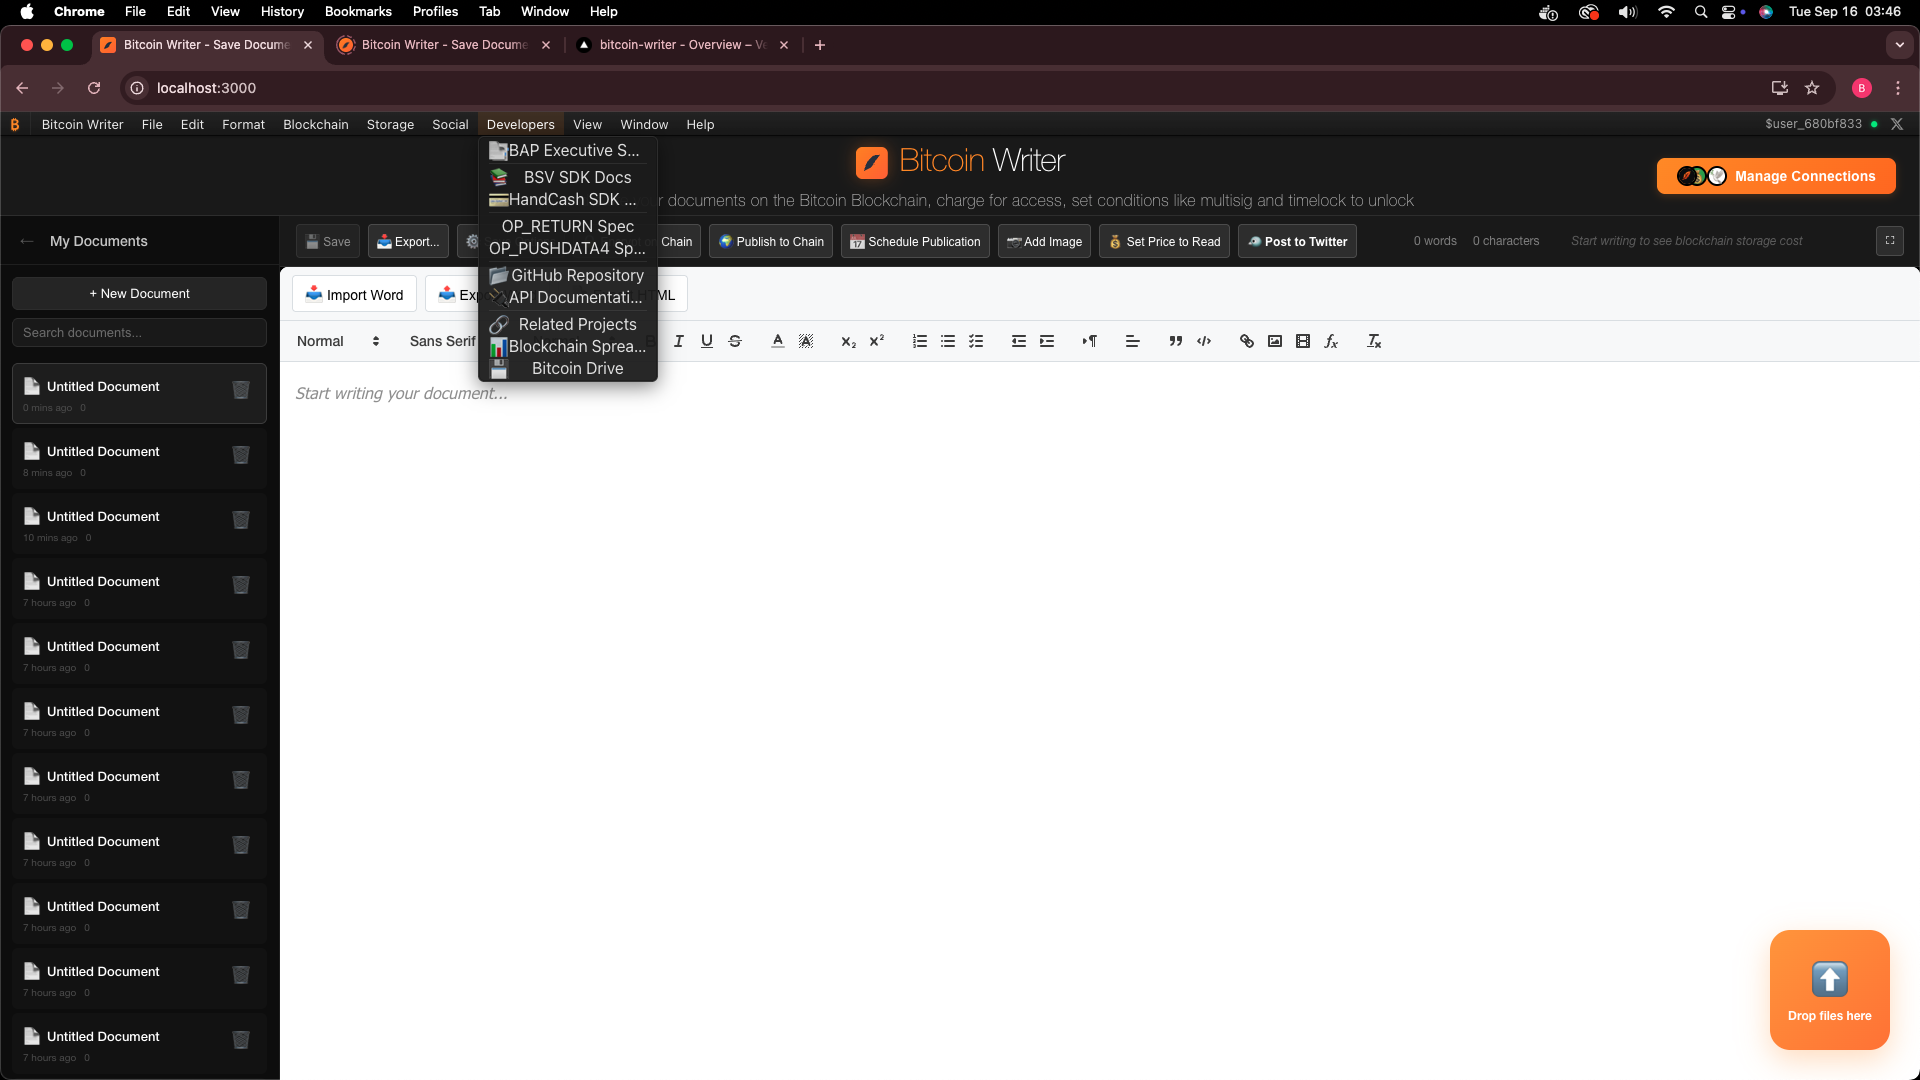 Chrome File Edit View History Bookmarks Profiles Tab Window Help Tue Sep 16 03:46
Bitcoin Writer - Save Docume
Bitcoin Writer - Save Docume
bitcoin-writer - Overview – Ve
localhost:3000
B
Bitcoin Writer File Edit Format Blockchain Storage Social Developers View Window Help $user_680bf833
Bitcoin Writer
r documents on the Bitcoin Blockchain, charge for access, set conditions like multisig and timelock to unlock
Manage Connections
BAP Executive S...
BSV SDK Docs
HandCash SDK ...
OP_RETURN Spec
OP_PUSHDATA4 Sp...
GitHub Repository
API Documentati...
Related Projects
Blockchain Sprea...
Bitcoin Drive
← My Documents
Save Export... Chain Publish to Chain Schedule Publication Add Image Set Price to Read Post to Twitter 0 words 0 characters Start writing to see blockchain storage cost
+ New Document
Search documents...
Import Word Exp HTML
Normal Sans Serif
Start writing your document...
Untitled Document
0 mins ago 0
Untitled Document
8 mins ago 0
Untitled Document
10 mins ago 0
Untitled Document
7 hours ago 0
Untitled Document
7 hours ago 0
Untitled Document
7 hours ago 0
Untitled Document
7 hours ago 0
Untitled Document
7 hours ago 0
Untitled Document
7 hours ago 0
Untitled Document
7 hours ago 0
Untitled Document
7 hours ago 0
Drop files here